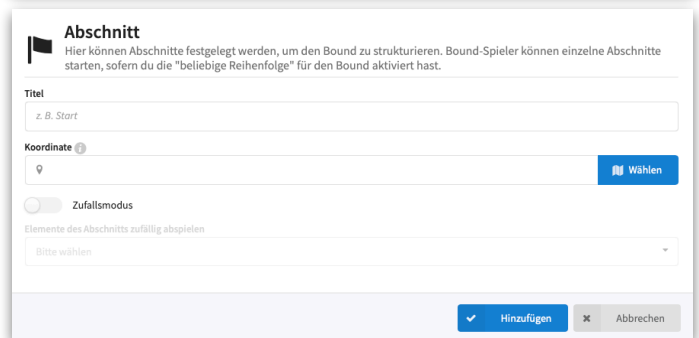 Abschnitt
Hier können Abschnitte festgelegt werden, um den Bound zu strukturieren. Bound-Spieler können einzelne Abschnitte
starten, sofern du die "beliebige Reihenfolge" für den Bound aktiviert hast.
Titel
z. B. Start
Koordinate
Wählen
Zufallsmodus
Elemente des Abschnitts zufällig abspielen
Bitte wählen
Hinzufügen
Abbrechen